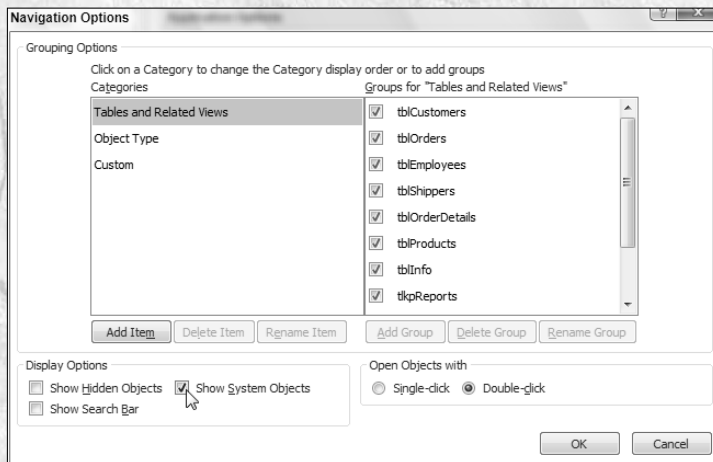 Navigation Options
Grouping Options
Click on a Category to change the Category display order or to add groups
Categories
Groups for "Tables and Related Views"
Tables and Related Views
Object Type
Custom
tblCustomers
tblOrders
tblEmployees
tblShippers
tblOrderDetails
tblProducts
tblInfo
tlkpReports
Add Item Delete Item Rename Item
Add Group Delete Group Rename Group
Display Options
Show Hidden Objects Show System Objects
Show Search Bar
Open Objects with
Single-click Double-click
OK Cancel